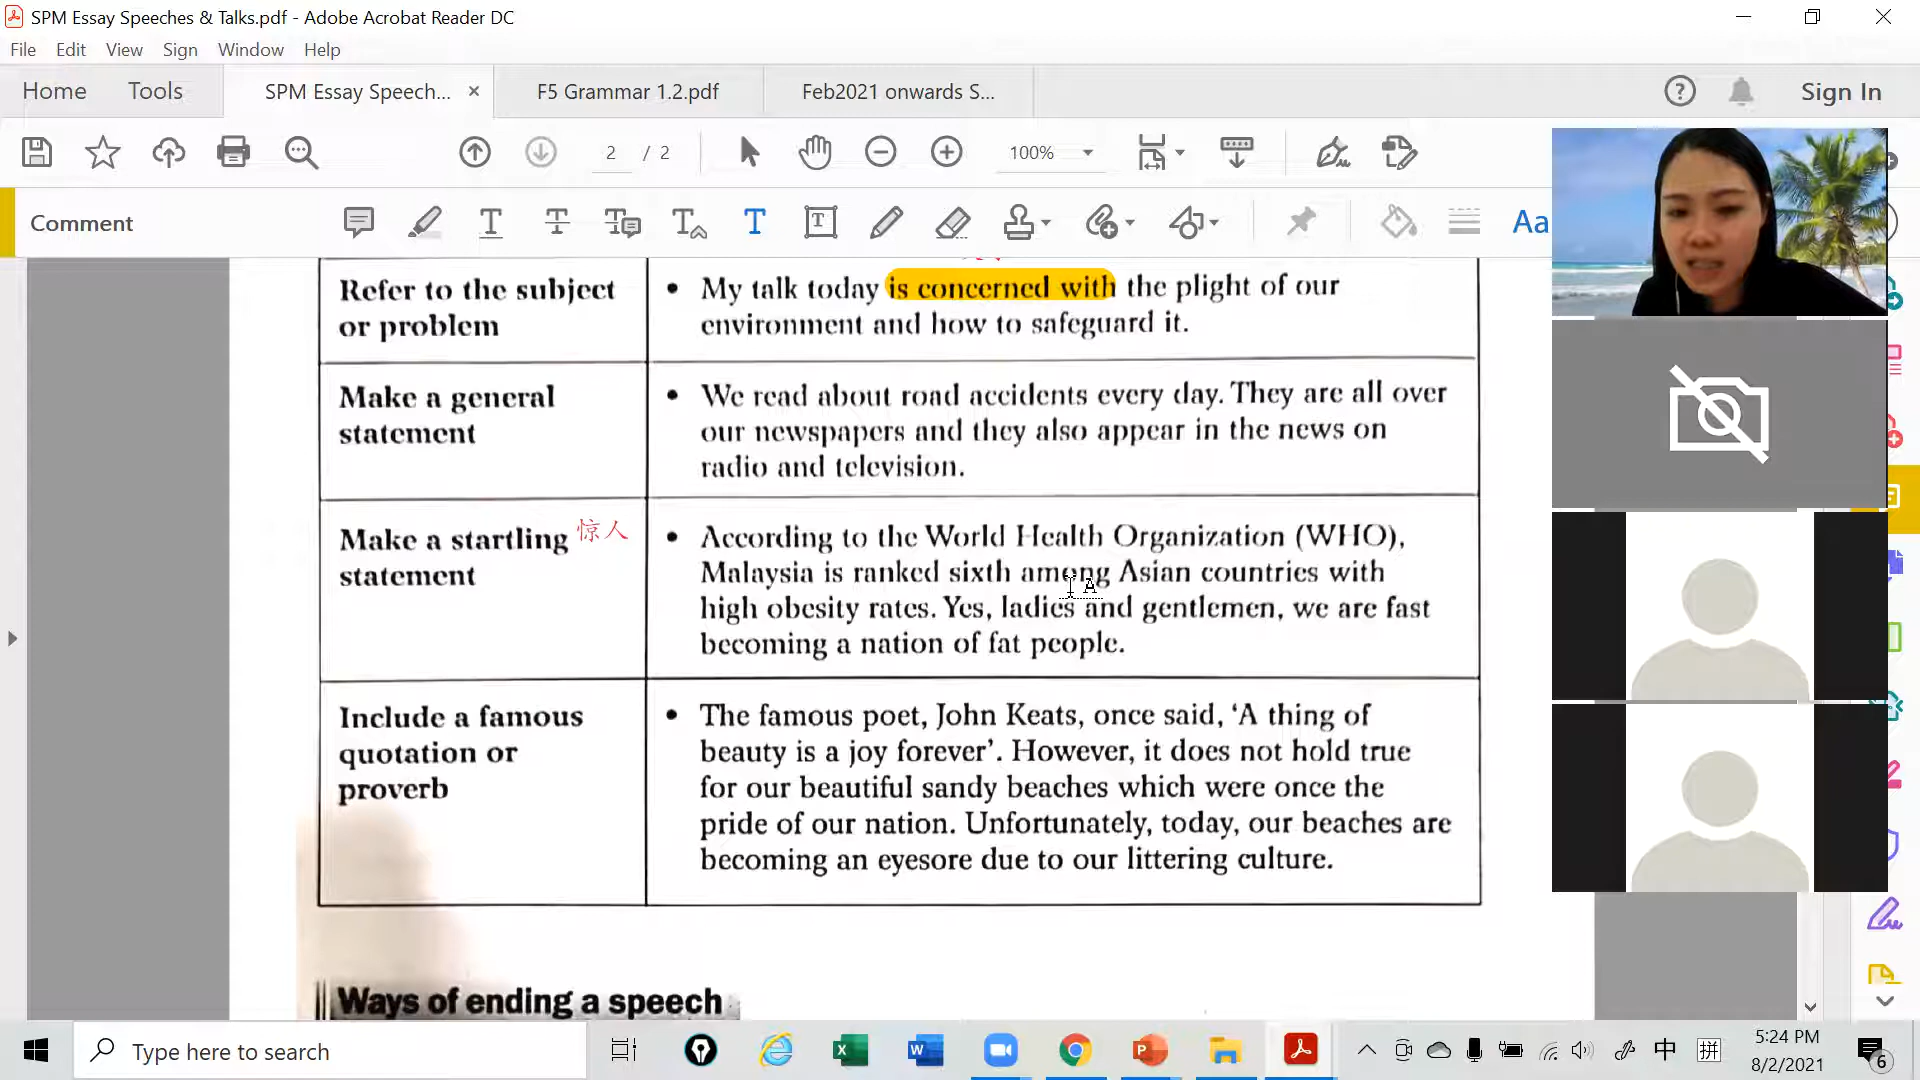 SPM Essay Speeches & Talks.pdf - Adobe Acrobat Reader DC
File Edit View Sign Window Help
Home Tools SPM Essay Speech... × F5 Grammar 1.2.pdf Feb2021 onwards S... Sign In
2 / 2 100%
Comment
Refer to the subject
or problem
• My talk today is concerned with the plight of our
environment and how to safeguard it.
Make a general
statement
• We read about road accidents every day. They are all over
our newspapers and they also appear in the news on
radio and television.
Make a startling 惊人
statement
• According to the World Health Organization (WHO),
Malaysia is ranked sixth among Asian countries with
high obesity rates. Yes, ladies and gentlemen, we are fast
becoming a nation of fat people.
Include a famous
quotation or
proverb
• The famous poet, John Keats, once said, ‘A thing of
beauty is a joy forever’. However, it does not hold true
for our beautiful sandy beaches which were once the
pride of our nation. Unfortunately, today, our beaches are
becoming an eyesore due to our littering culture.
Ways of ending a speech
Type here to search
中 拼 5:24 PM
8/2/2021 6